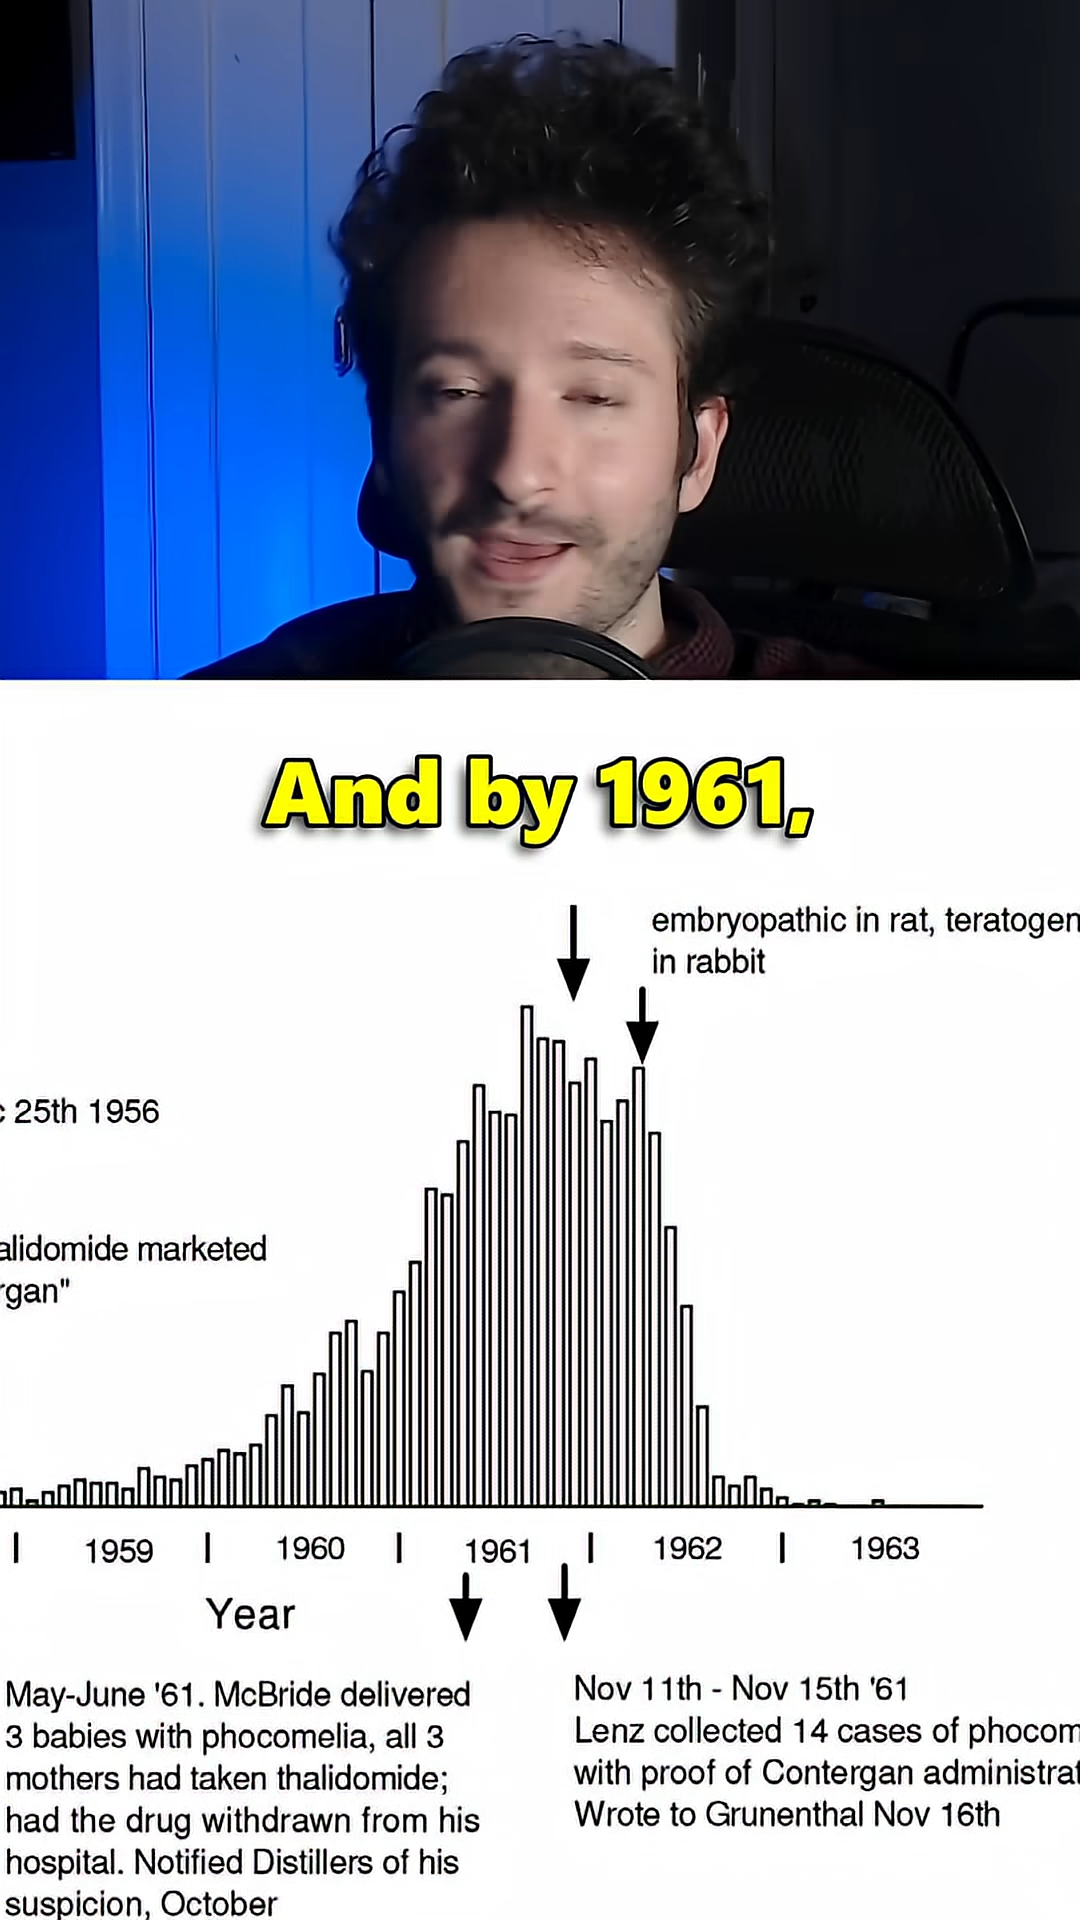 And by 1961,
embryopathic in rat, teratogen
in rabbit
25th 1956
alidomide marketed
rgan"
1959 1960 1961 1962 1963
Year
May-June '61. McBride delivered
3 babies with phocomelia, all 3
mothers had taken thalidomide;
had the drug withdrawn from his
hospital. Notified Distillers of his
suspicion, October
Nov 11th - Nov 15th '61
Lenz collected 14 cases of phocom
with proof of Contergan administrat
Wrote to Grunenthal Nov 16th